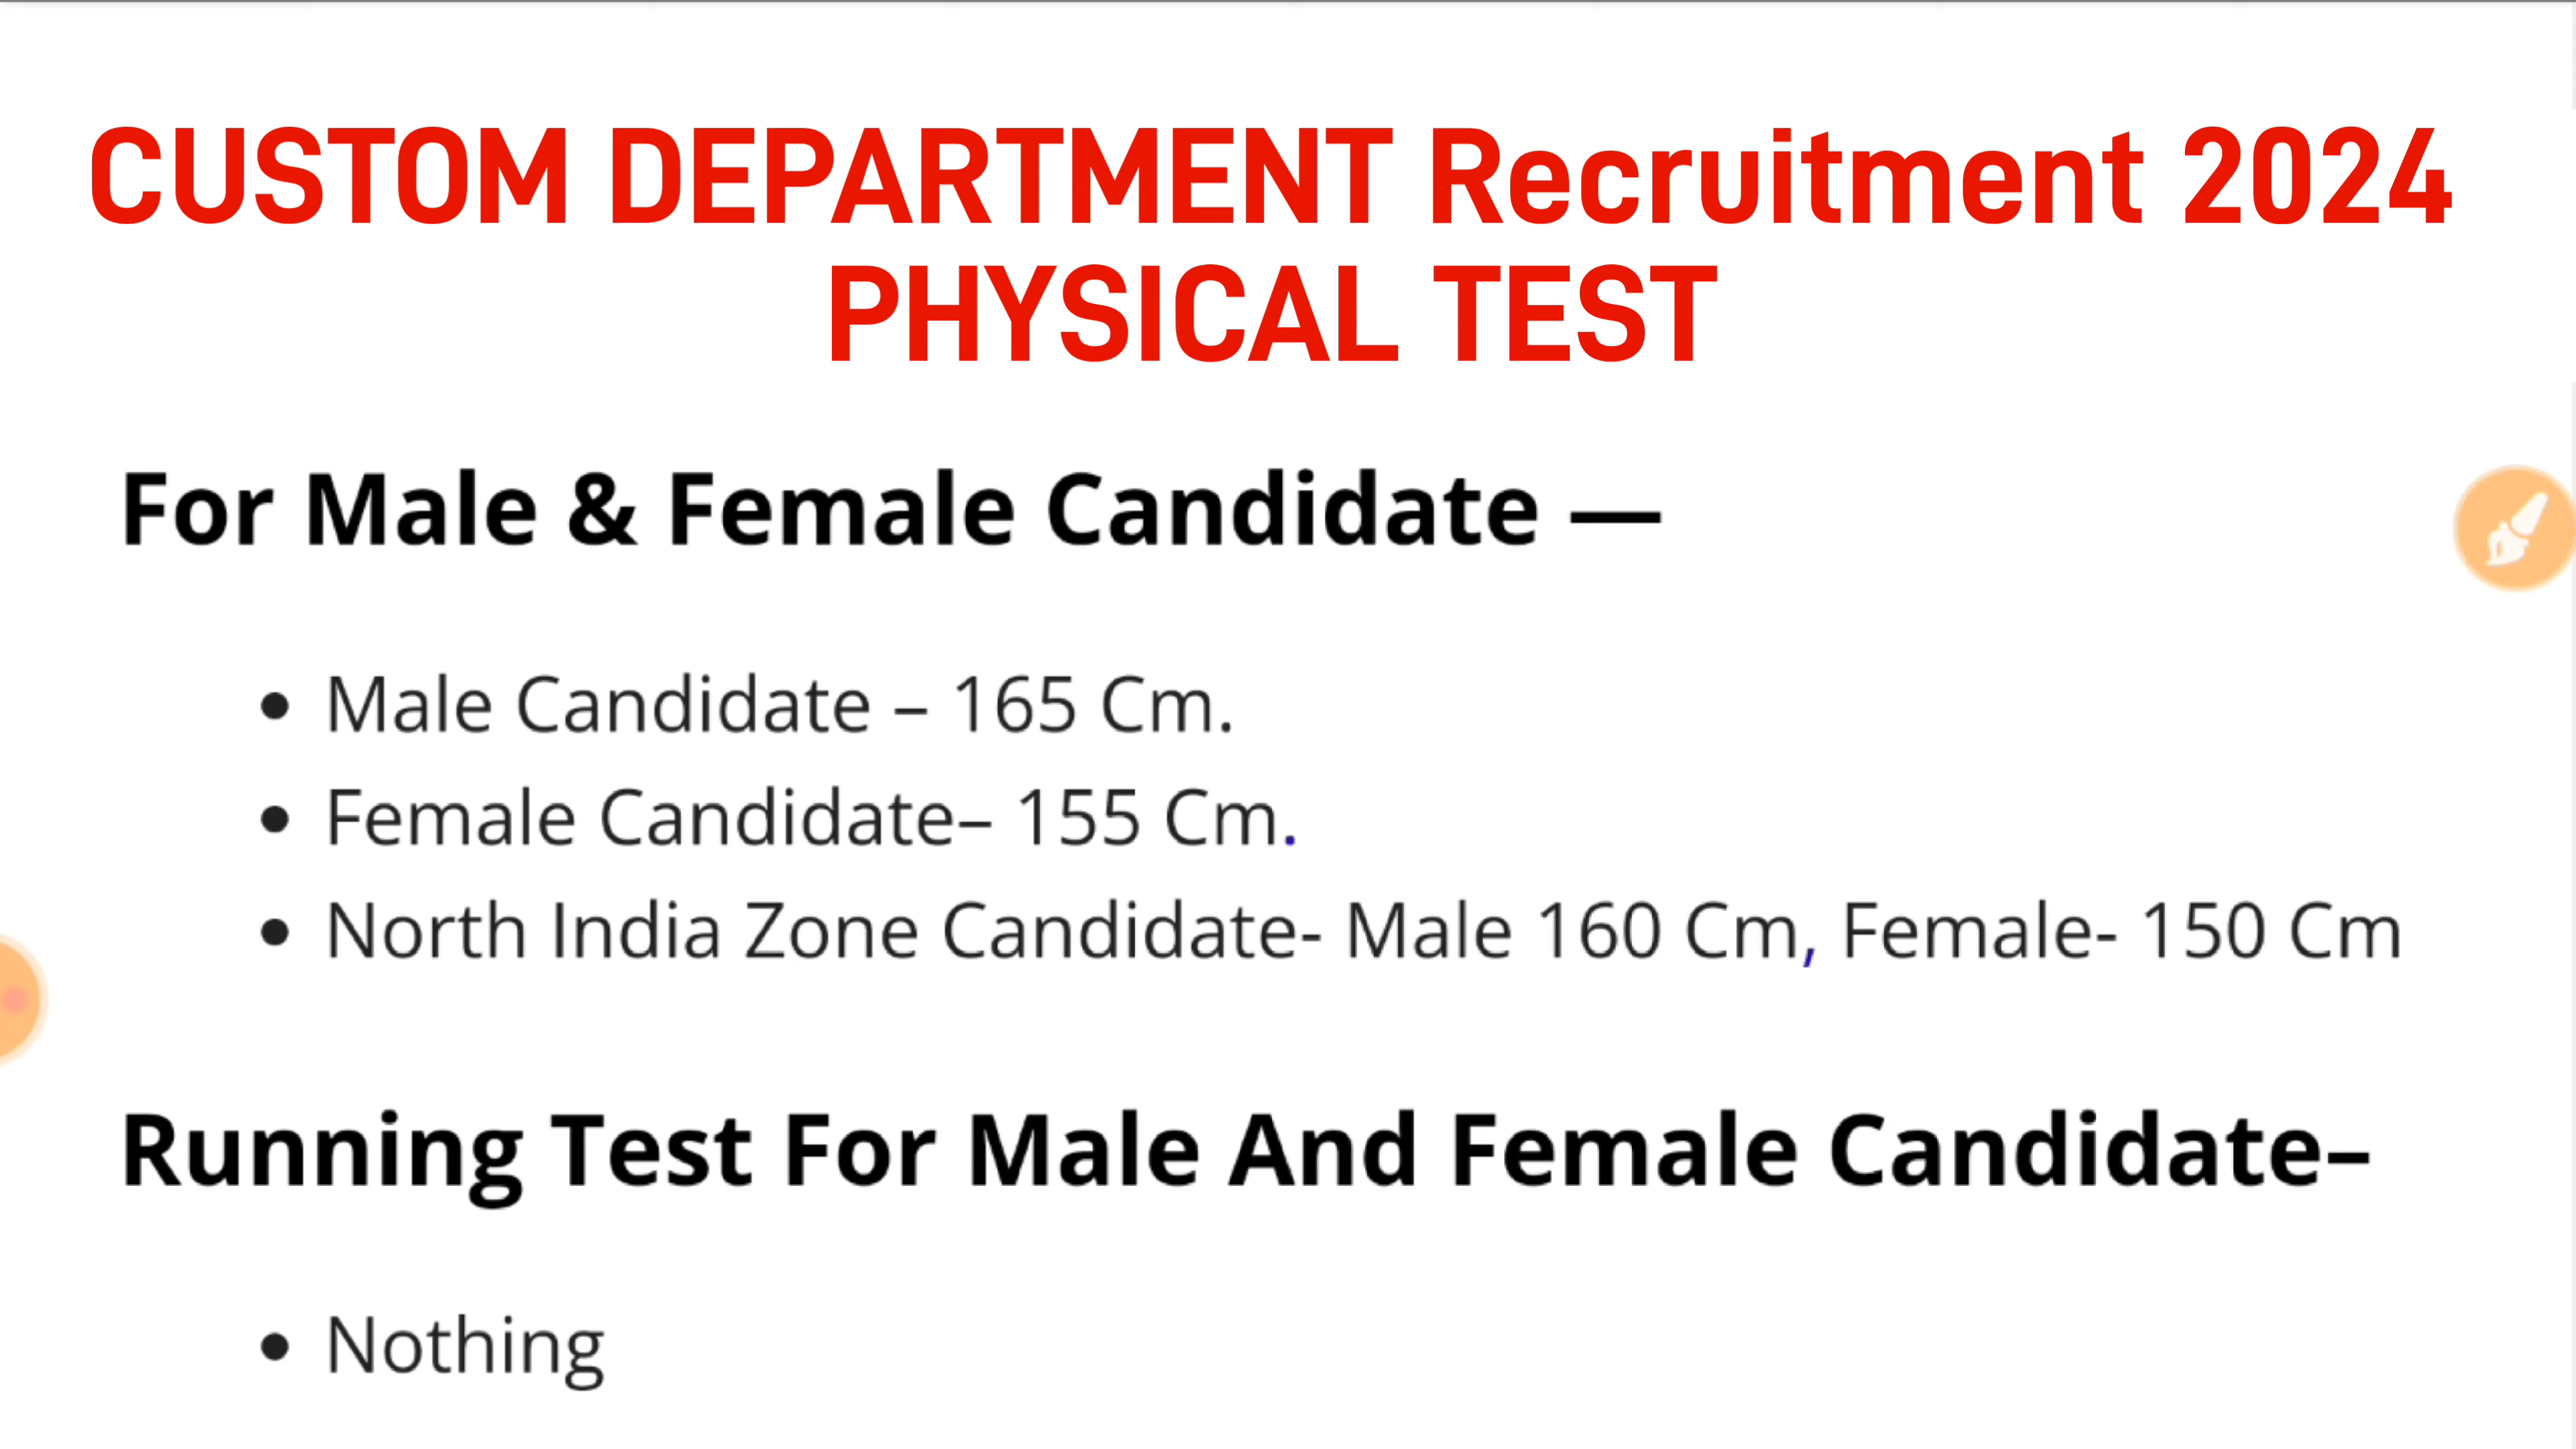 CUSTOM DEPARTMENT Recruitment 2024
PHYSICAL TEST
For Male & Female Candidate —
• Male Candidate – 165 Cm.
• Female Candidate– 155 Cm.
• North India Zone Candidate- Male 160 Cm, Female- 150 Cm
Running Test For Male And Female Candidate–
• Nothing